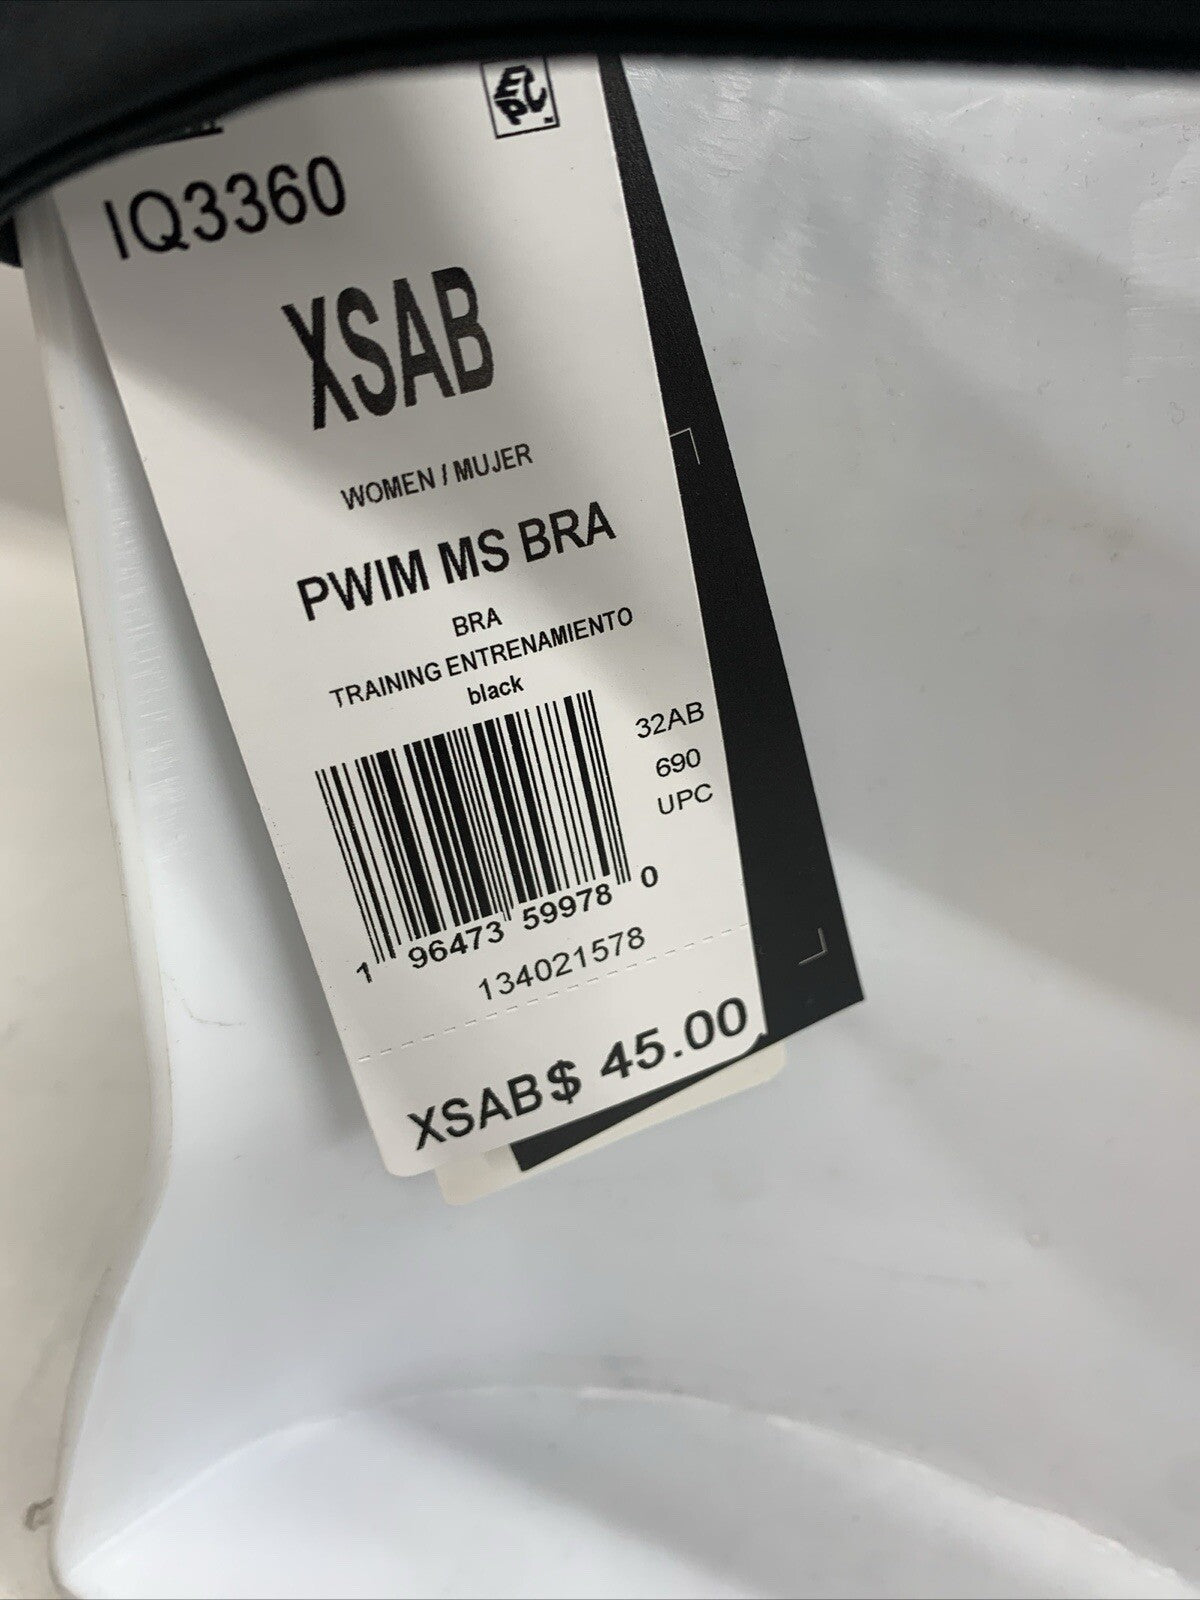 EPC
IQ3360
XSAB
WOMEN / MUJER
PWIM MS BRA
BRA
TRAINING ENTRENAMIENTO
black
32AB
690
UPC
1 96473 59978 0
134021578
XSAB$ 45.00